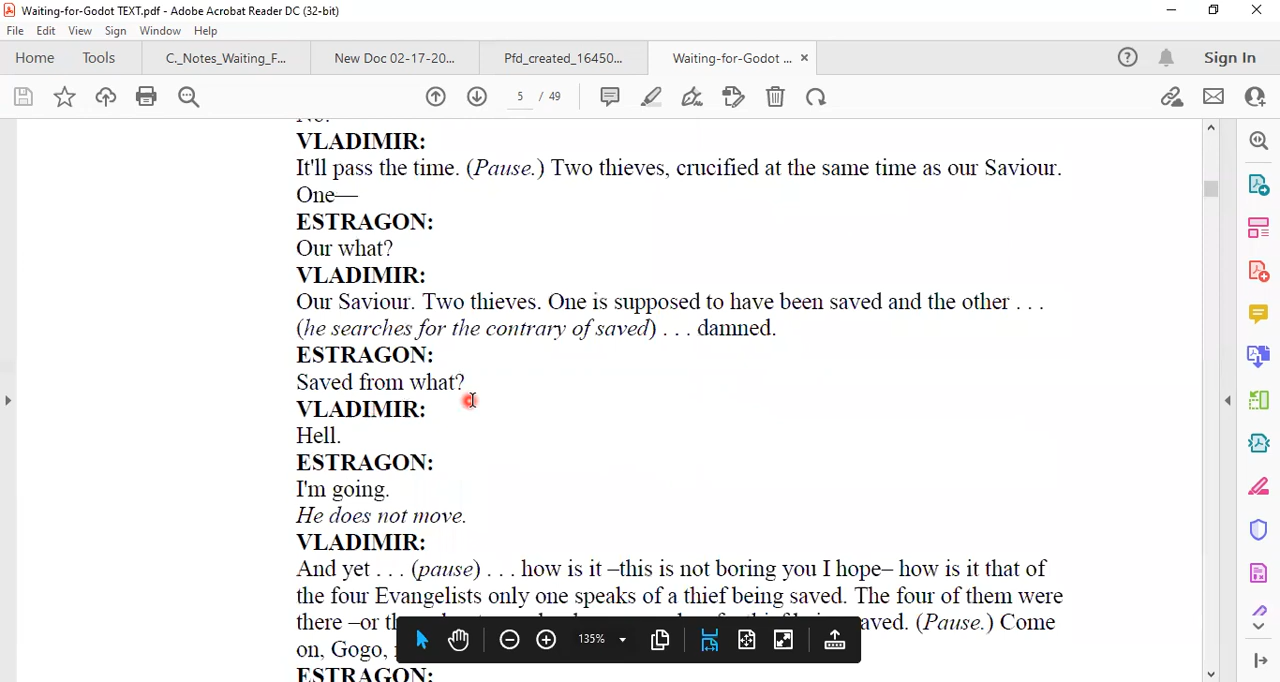 Waiting-for-Godot TEXT.pdf - Adobe Acrobat Reader DC (32-bit)
File Edit View Sign Window Help
Home Tools C._Notes_Waiting_F... New Doc 02-17-20... Pfd_created_16450... Waiting-for-Godot ... × Sign In
5 / 49
VLADIMIR:
It'll pass the time. (Pause.) Two thieves, crucified at the same time as our Saviour.
One—
ESTRAGON:
Our what?
VLADIMIR:
Our Saviour. Two thieves. One is supposed to have been saved and the other . . .
(he searches for the contrary of saved) . . . damned.
ESTRAGON:
Saved from what?
VLADIMIR:
Hell.
ESTRAGON:
I'm going.
He does not move.
VLADIMIR:
And yet . . . (pause) . . . how is it –this is not boring you I hope– how is it that of
the four Evangelists only one speaks of a thief being saved. The four of them were
there –or (Pause.) Come
on, Gogo,
135%
ESTRAGON: